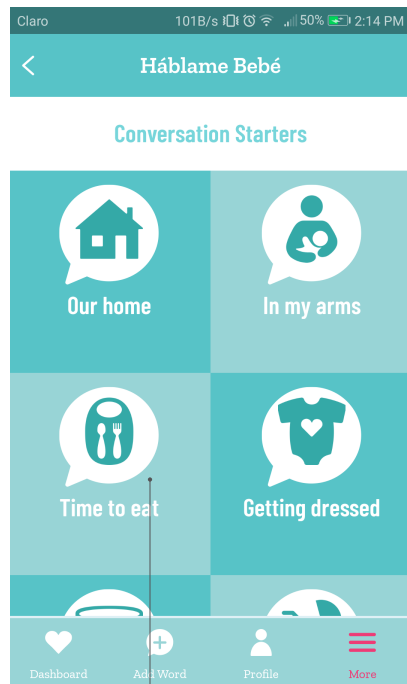 Claro 101B/s 50% 2:14 PM
Háblame Bebé
Conversation Starters
Our home In my arms
Time to eat Getting dressed
Dashboard Add Word Profile More